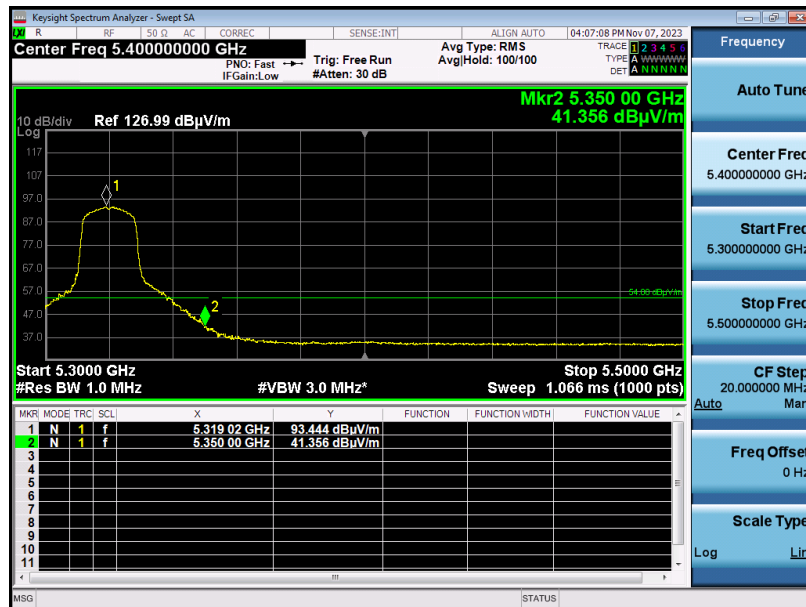 Keysight Spectrum Analyzer - Swept SA
R RF 50 Ω AC CORREC SENSE:INT ALIGN AUTO 04:07:08 PM Nov 07, 2023
Center Freq 5.400000000 GHz
PNO: Fast
IFGain:Low
Trig: Free Run
#Atten: 30 dB
Avg Type: RMS
Avg|Hold: 100/100
TRACE 1 2 3 4 5 6
TYPE A WWWWW
DET A N N N N N
Mkr2 5.350 00 GHz
41.356 dBµV/m
10 dB/div Ref 126.99 dBµV/m
Log
117
107
97.0
87.0
77.0
67.0
57.0
47.0
37.0
1
2
54.00 dBµV/m
Start 5.3000 GHz Stop 5.5000 GHz
#Res BW 1.0 MHz #VBW 3.0 MHz* Sweep 1.066 ms (1000 pts)
MKR MODE TRC SCL X Y FUNCTION FUNCTION WIDTH FUNCTION VALUE
1 N 1 f 5.319 02 GHz 93.444 dBµV/m
2 N 1 f 5.350 00 GHz 41.356 dBµV/m
3
4
5
6
7
8
9
10
11
MSG STATUS
Frequency
Auto Tune
Center Freq
5.400000000 GHz
Start Freq
5.300000000 GHz
Stop Freq
5.500000000 GHz
CF Step
20.000000 MHz
Auto Man
Freq Offset
0 Hz
Scale Type
Log Lin